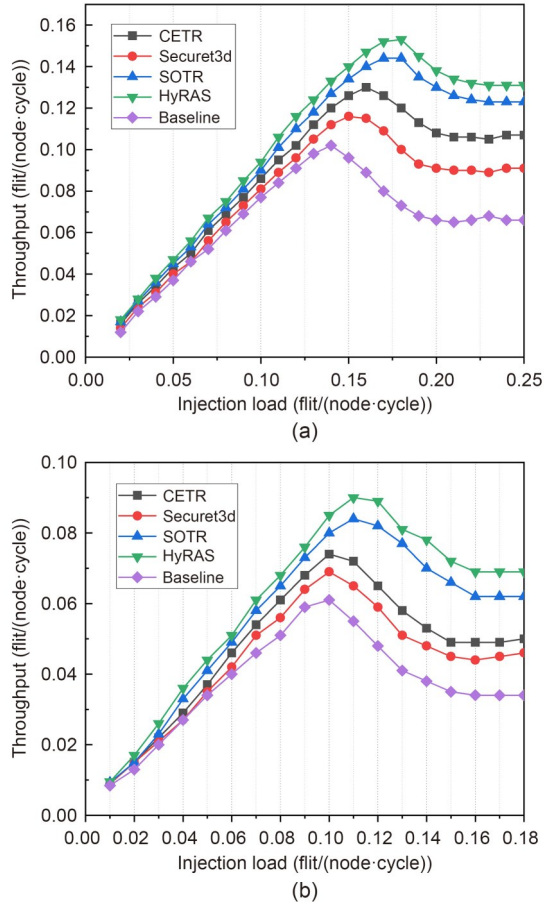 0.16
0.14
0.12
0.10
0.08
0.06
0.04
0.02
0.00
Throughput (flit/(node·cycle))
CETR
Securet3d
SOTR
HyRAS
Baseline
0.00 0.05 0.10 0.15 0.20 0.25
Injection load (flit/(node·cycle))
(a)
0.10
0.08
0.06
0.04
0.02
0.00
Throughput (flit/(node·cycle))
CETR
Securet3d
SOTR
HyRAS
Baseline
0.00 0.02 0.04 0.06 0.08 0.10 0.12 0.14 0.16 0.18
Injection load (flit/(node·cycle))
(b)